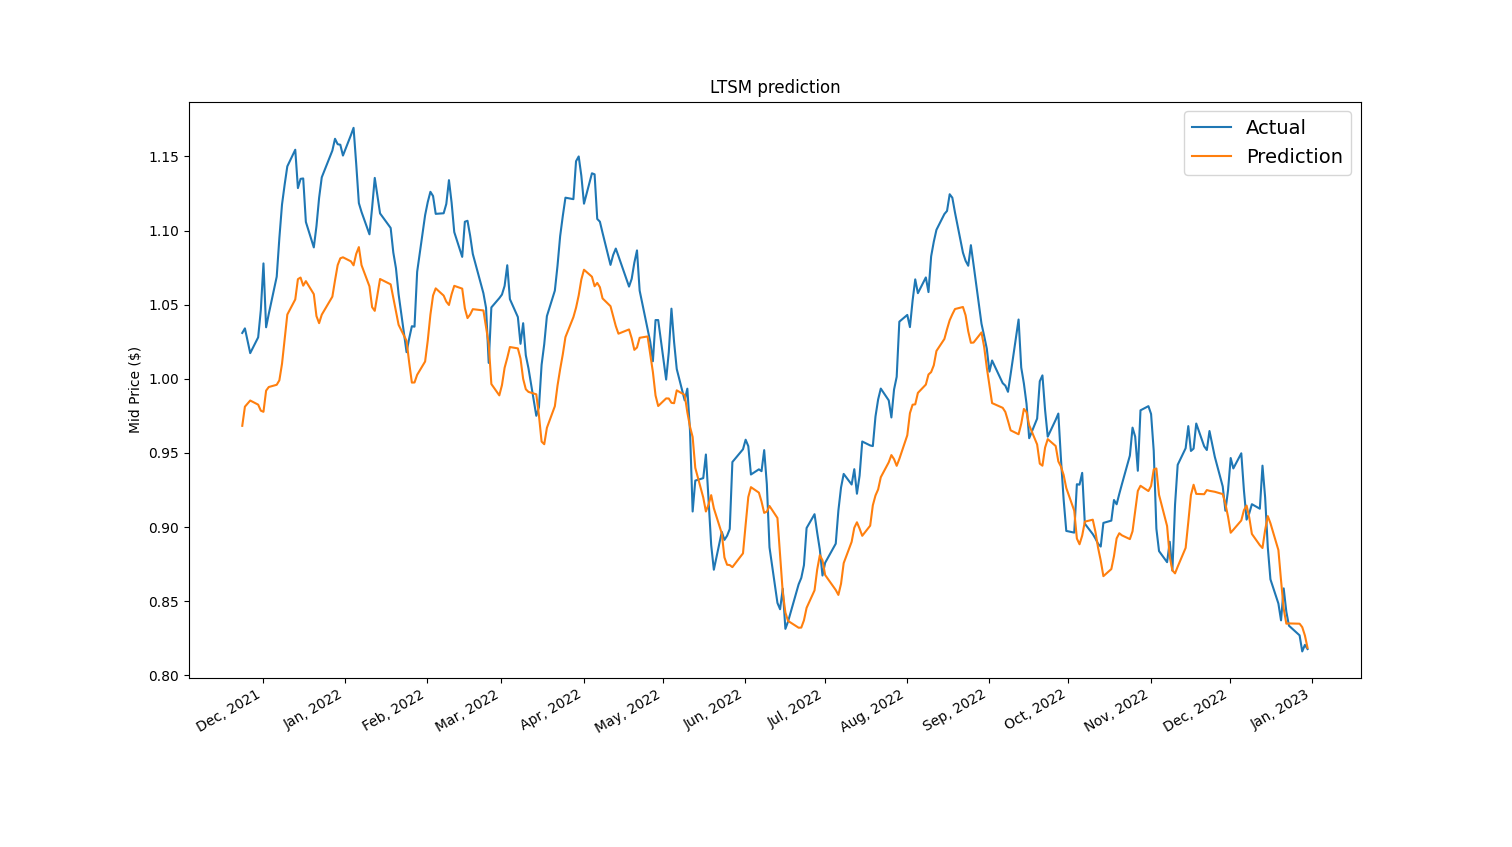 LTSM prediction
Actual
Prediction
Mid Price ($)
1.15
1.10
1.05
1.00
0.95
0.90
0.85
0.80
Dec, 2021
Jan, 2022
Feb, 2022
Mar, 2022
Apr, 2022
May, 2022
Jun, 2022
Jul, 2022
Aug, 2022
Sep, 2022
Oct, 2022
Nov, 2022
Dec, 2022
Jan, 2023